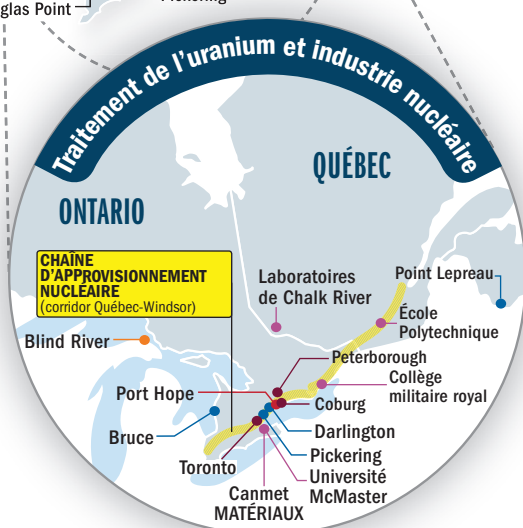 glas Point
Pickering
Traitement de l'uranium et industrie nucléaire
QUÉBEC
ONTARIO
CHAÎNE
D'APPROVISIONNEMENT
NUCLÉAIRE
(corridor Québec-Windsor)
Laboratoires
de Chalk River
Point Lepreau
École
Polytechnique
Blind River
Peterborough
Collège
militaire royal
Port Hope
Coburg
Bruce
Darlington
Toronto
Pickering
Université
McMaster
Canmet
MATÉRIAUX